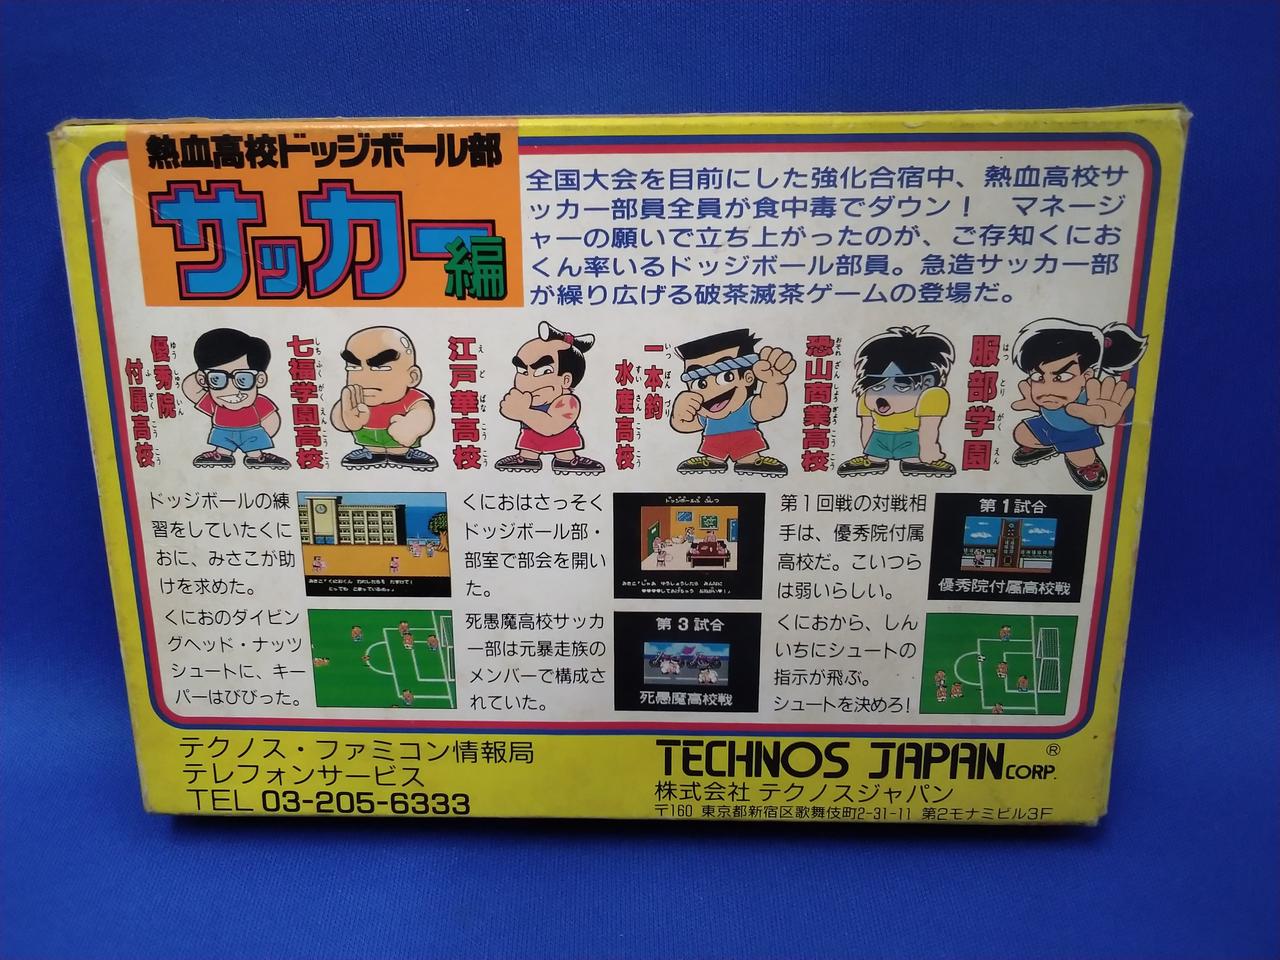 熱血高校ドッジボール部
サッカー編
全国大会を目前にした強化合宿中、熱血高校サ
ッカー部員全員が食中毒でダウン！　マネージ
ャーの願いで立ち上がったのが、ご存知くにお
くん率いるドッジボール部員。急造サッカー部
が繰り広げる破茶滅茶ゲームの登場だ。
優秀院
付属高校
七福学園高校
江戸華高校
一本釣
水産高校
恐山商業高校
服部学園
ドッジボールの練
習をしていたくに
おに、みさこが助
けを求めた。
くにおはさっそく
ドッジボール部・
部室で部会を開い
た。
第1回戦の対戦相
手は、優秀院付属
高校だ。こいつら
は弱いらしい。
第1試合
優秀院付属高校戦
くにおのダイビン
グヘッド・ナッツ
シュートに、キー
パーはびびった。
死愚魔高校サッカ
ー部は元暴走族の
メンバーで構成さ
れていた。
第3試合
死愚魔高校戦
くにおから、しん
いちにシュートの
指示が飛ぶ。
シュートを決めろ！
テクノス・ファミコン情報局
テレフォンサービス
TEL 03-205-6333
TECHNOS JAPAN CORP. ®
株式会社 テクノスジャパン
〒160 東京都新宿区歌舞伎町2-31-11 第2モナミビル3F